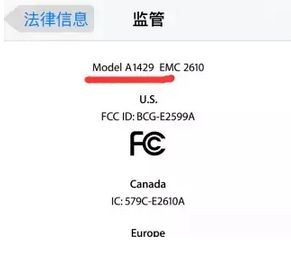 法律信息
监管
Model A1429 EMC 2610
U.S.
FCC ID: BCG-E2599A
FC
Canada
IC: 579C-E2610A
Europe